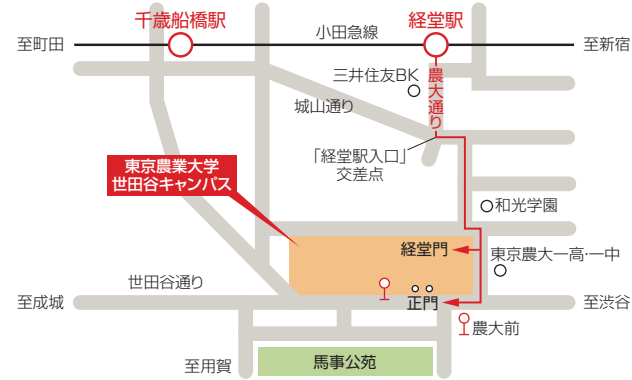 千歳船橋駅
経堂駅
小田急線
至町田
至新宿
三井住友BK
農大通り
城山通り
「経堂駅入口」
交差点
東京農業大学
世田谷キャンパス
和光学園
経堂門
東京農大一高・一中
世田谷通り
至成城
正門
至渋谷
農大前
至用賀
馬事公苑